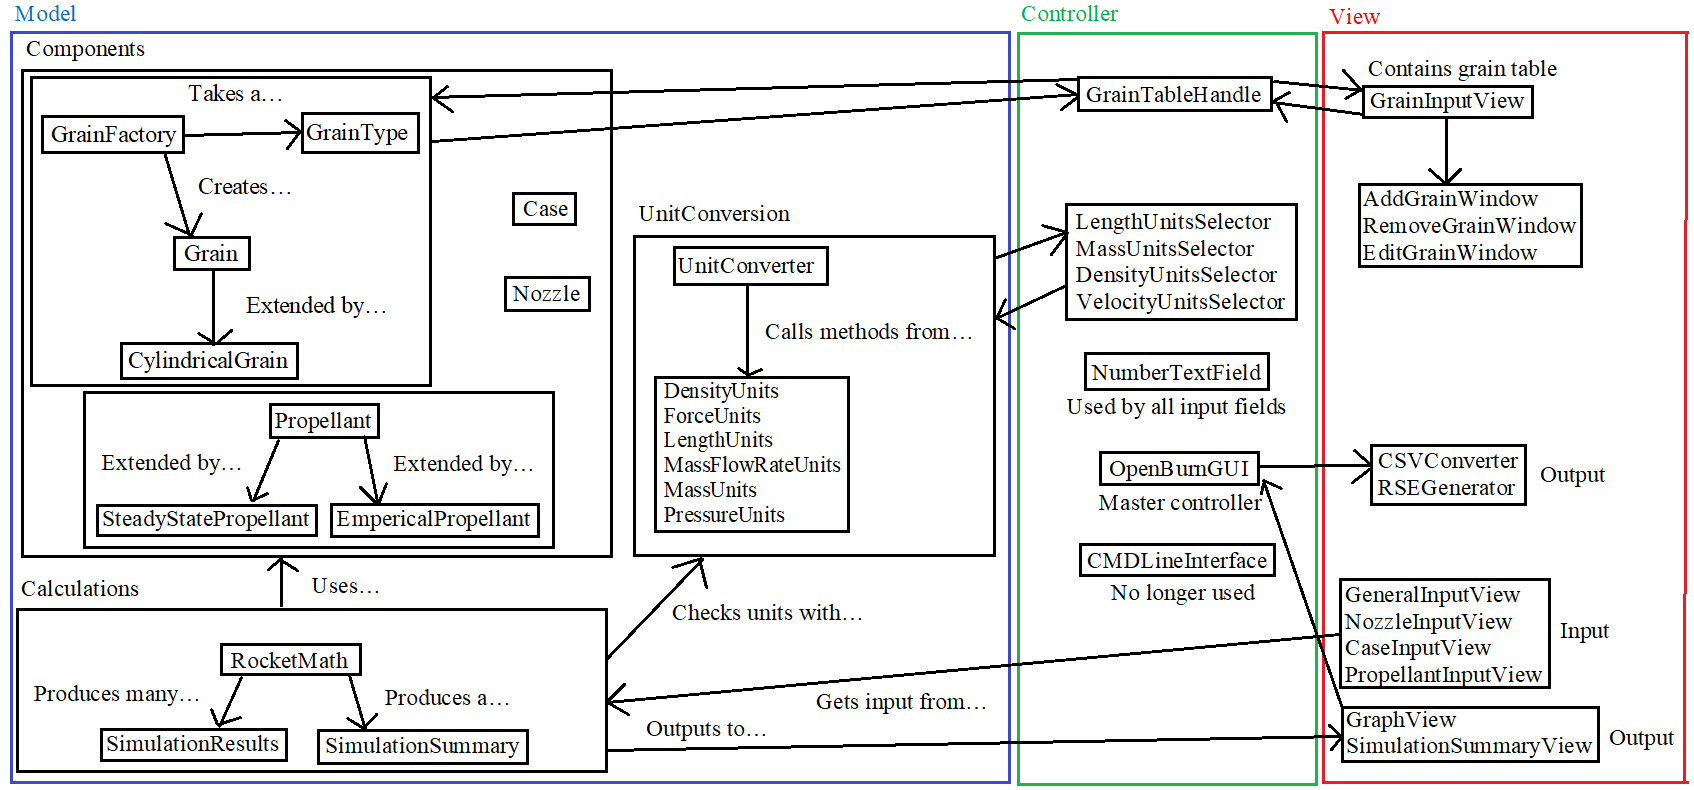 Model
Components
Takes a…
GrainFactory
GrainType
Creates…
Grain
Extended by…
CylindricalGrain
Case
Nozzle
Propellant
Extended by…
Extended by…
SteadyStatePropellant
EmpericalPropellant
UnitConversion
UnitConverter
Calls methods from…
DensityUnits
ForceUnits
LengthUnits
MassFlowRateUnits
MassUnits
PressureUnits
Calculations
Uses…
Checks units with…
RocketMath
Produces many…
Produces a…
SimulationResults
SimulationSummary
Gets input from…
Outputs to…
Controller
GrainTableHandle
LengthUnitsSelector
MassUnitsSelector
DensityUnitsSelector
VelocityUnitsSelector
NumberTextField
Used by all input fields
OpenBurnGUI
Master controller
CMDLineInterface
No longer used
View
Contains grain table
GrainInputView
AddGrainWindow
RemoveGrainWindow
EditGrainWindow
CSVConverter
RSEGenerator
Output
GeneralInputView
NozzleInputView
CaseInputView
PropellantInputView
Input
GraphView
SimulationSummaryView
Output